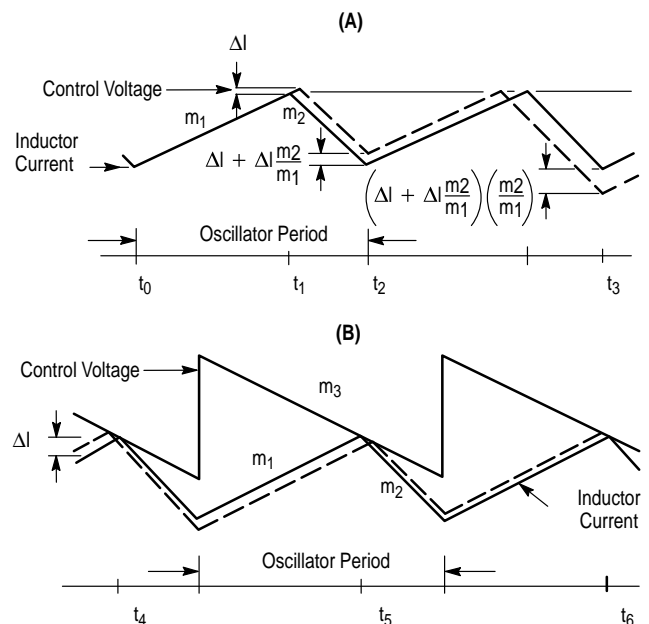 (A)
ΔI
Control Voltage
m1
m2
Inductor
Current
ΔI + ΔI m2/m1
(ΔI + ΔI m2/m1)(m2/m1)
Oscillator Period
t0
t1
t2
t3
(B)
Control Voltage
m3
ΔI
m1
m2
Inductor
Current
Oscillator Period
t4
t5
t6